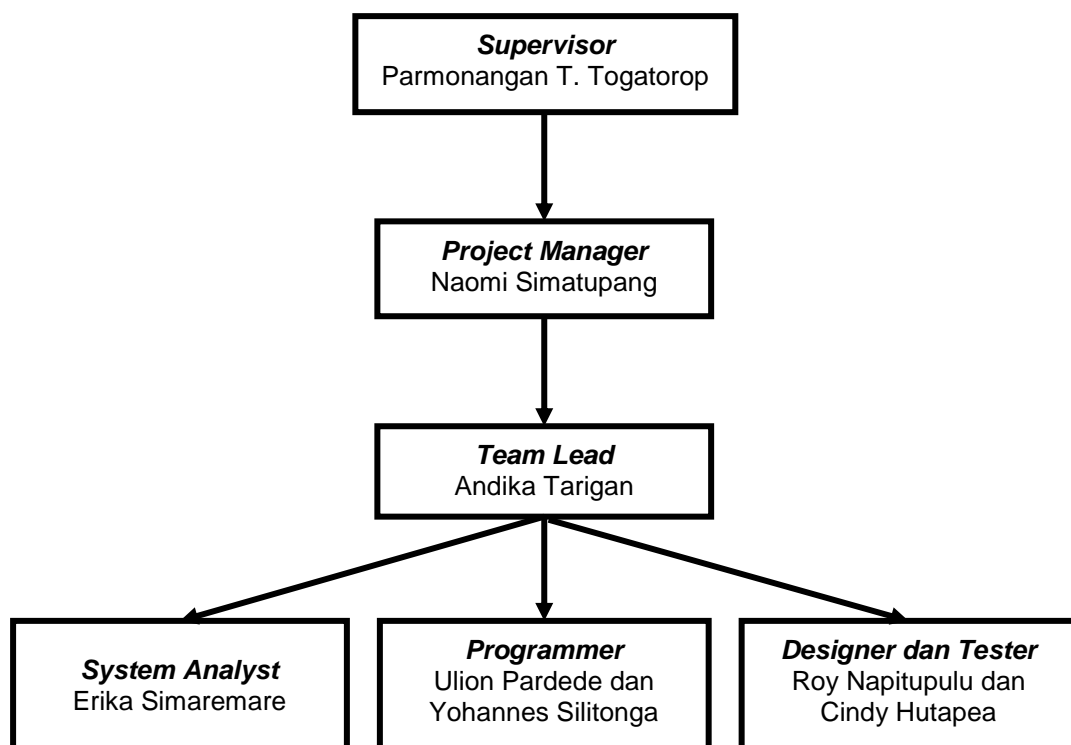 Supervisor
Parmonangan T. Togatorop
Project Manager
Naomi Simatupang
Team Lead
Andika Tarigan
System Analyst
Erika Simaremare
Programmer
Ulion Pardede dan
Yohannes Silitonga
Designer dan Tester
Roy Napitupulu dan
Cindy Hutapea